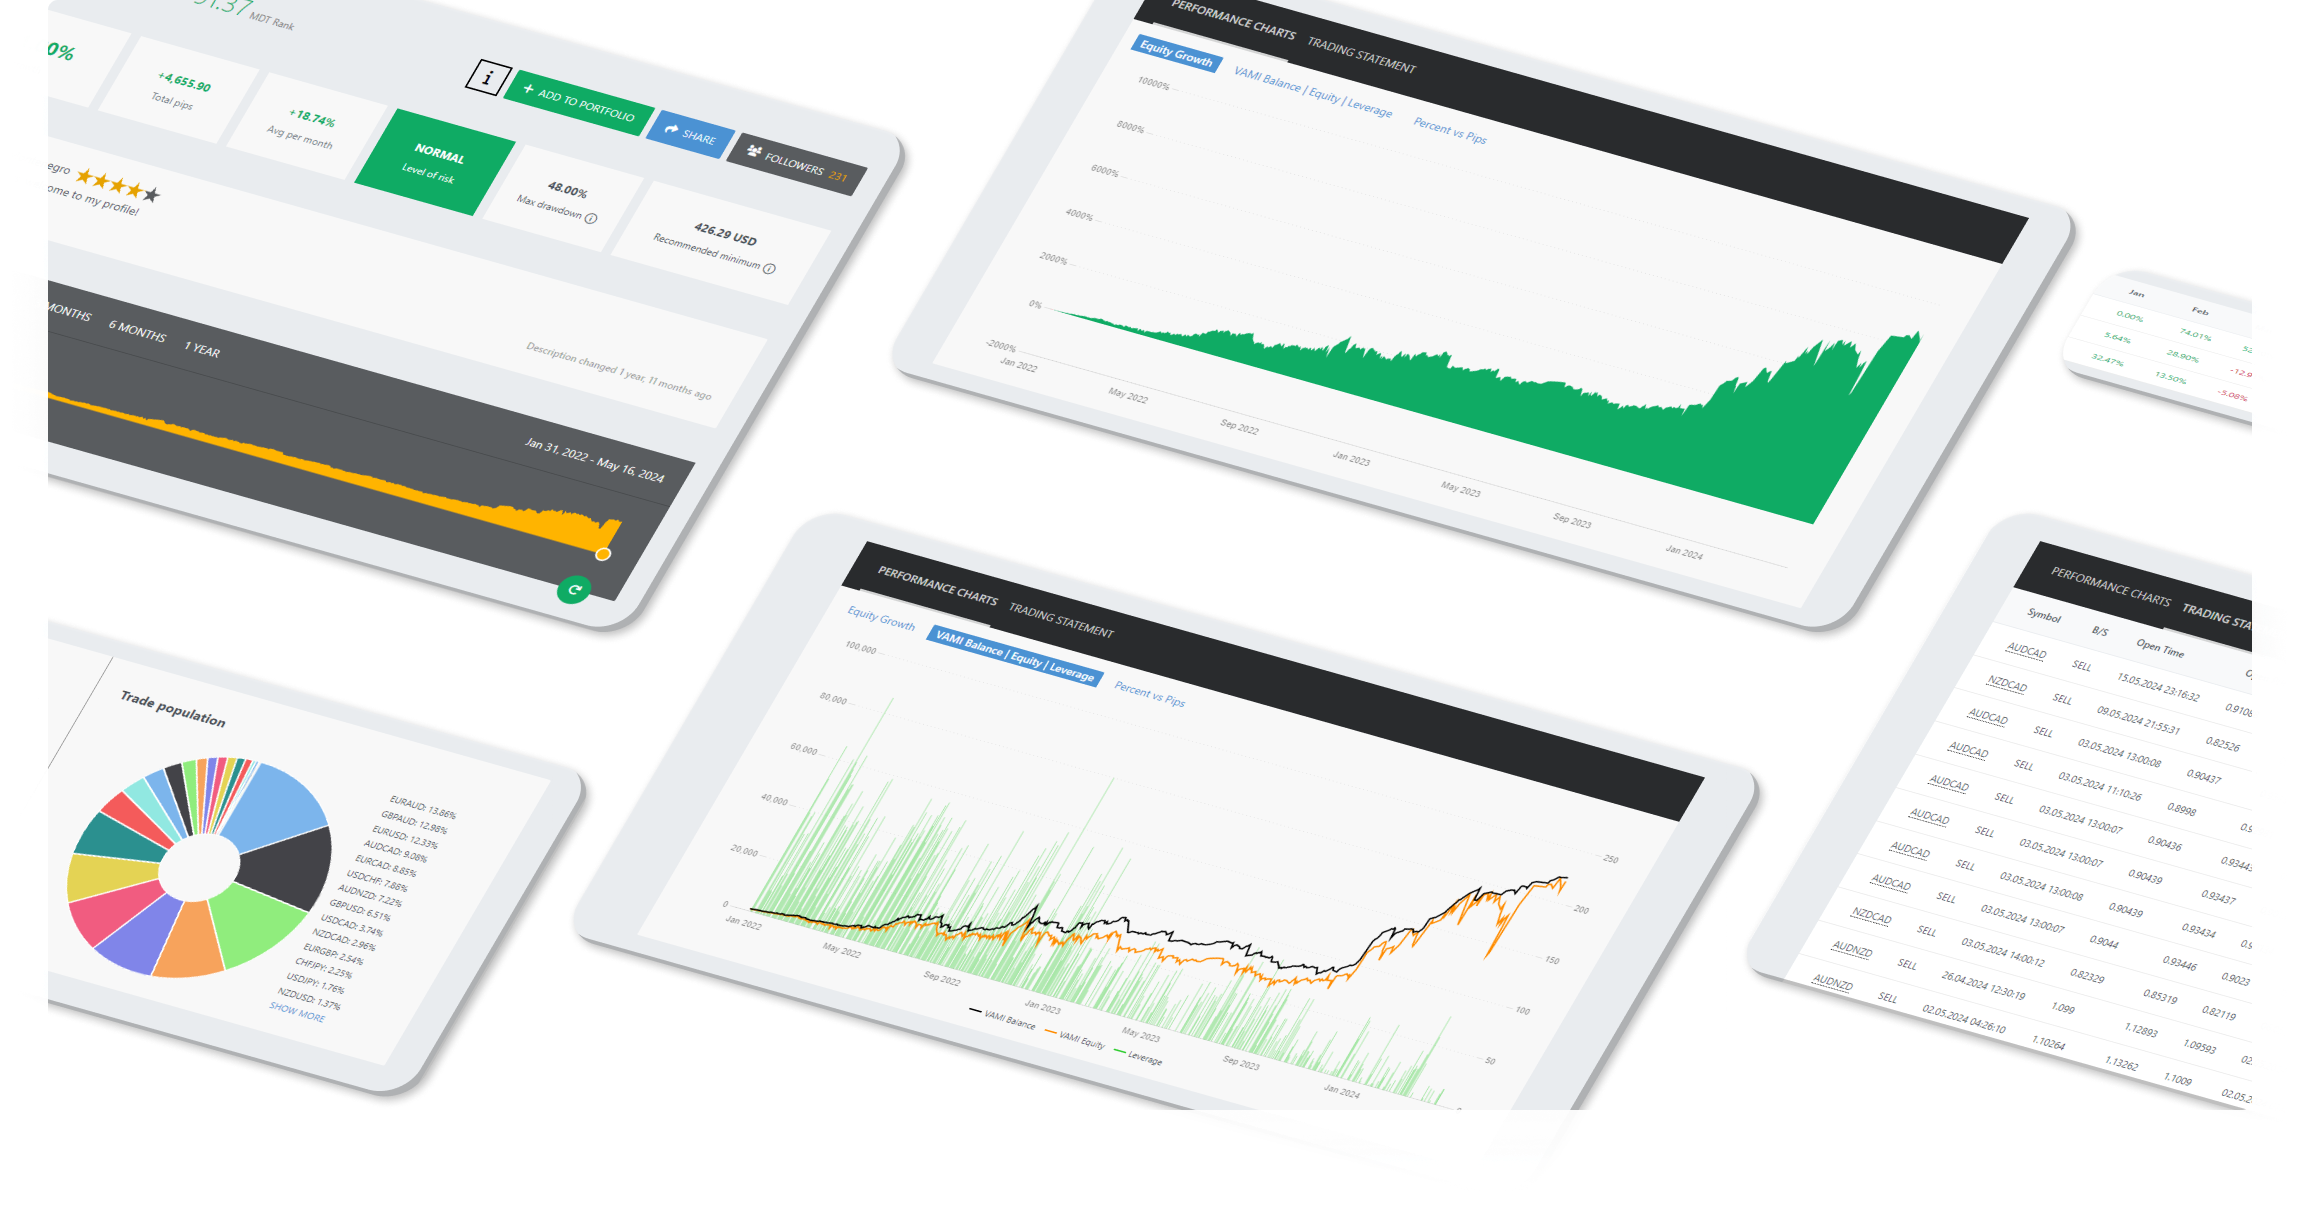 MDT Rank
0%
+4,655.90
Total pips
+18.74%
Avg per month
NORMAL
Level of risk
48.00%
Max drawdown
426.29 USD
Recommended minimum
i
+ ADD TO PORTFOLIO
SHARE
FOLLOWERS 231
egro
ome to my profile!
Description changed 1 year, 11 months ago
MONTHS
6 MONTHS
1 YEAR
Jan 31, 2022 - May 16, 2024
PERFORMANCE CHARTS
TRADING STATEMENT
Equity Growth
VAMI Balance | Equity | Leverage
Percent vs Pips
10000%
8000%
6000%
4000%
2000%
0%
-2000%
Jan 2022
May 2022
Sep 2022
Jan 2023
May 2023
Sep 2023
Jan 2024
Jan
Feb
0.00%
74.01%
5.64%
28.90%
-12.9
32.47%
13.50%
-5.08%
Trade population
EURAUD: 13.86%
GBPAUD: 12.98%
EURUSD: 12.33%
AUDCAD: 9.08%
EURCAD: 8.85%
USDCHF: 7.88%
AUDNZD: 7.22%
GBPUSD: 6.51%
USDCAD: 3.74%
NZDCAD: 2.96%
EURGBP: 2.54%
CHFJPY: 2.25%
USDJPY: 1.76%
NZDUSD: 1.37%
SHOW MORE
PERFORMANCE CHARTS
TRADING STATEMENT
Equity Growth
VAMI Balance | Equity | Leverage
Percent vs Pips
100,000
80,000
60,000
40,000
20,000
0
250
200
150
100
50
Jan 2022
May 2022
Sep 2022
Jan 2023
May 2023
Sep 2023
Jan 2024
VAMI Balance
VAMI Equity
Leverage
PERFORMANCE CHARTS
TRADING STA
Symbol B/S Open Time
AUDCAD SELL 15.05.2024 23:16:32 0.9108
NZDCAD SELL 09.05.2024 21:55:31 0.82526
AUDCAD SELL 03.05.2024 13:00:08 0.90437
AUDCAD SELL 03.05.2024 11:10:26 0.8998 0.9
AUDCAD SELL 03.05.2024 13:00:07 0.90436 0.9344
AUDCAD SELL 03.05.2024 13:00:07 0.90439 0.93437
AUDCAD SELL 03.05.2024 13:00:08 0.90439 0.93434 0.9
AUDCAD SELL 03.05.2024 13:00:07 0.9044 0.93446 0.9023
NZDCAD SELL 03.05.2024 14:00:12 0.82329 0.85319 0.82119
AUDNZD SELL 26.04.2024 12:30:19 1.099 1.12893 1.09593 02
AUDNZD SELL 02.05.2024 04:26:10 1.10264 1.13262 1.1009 02.05.2